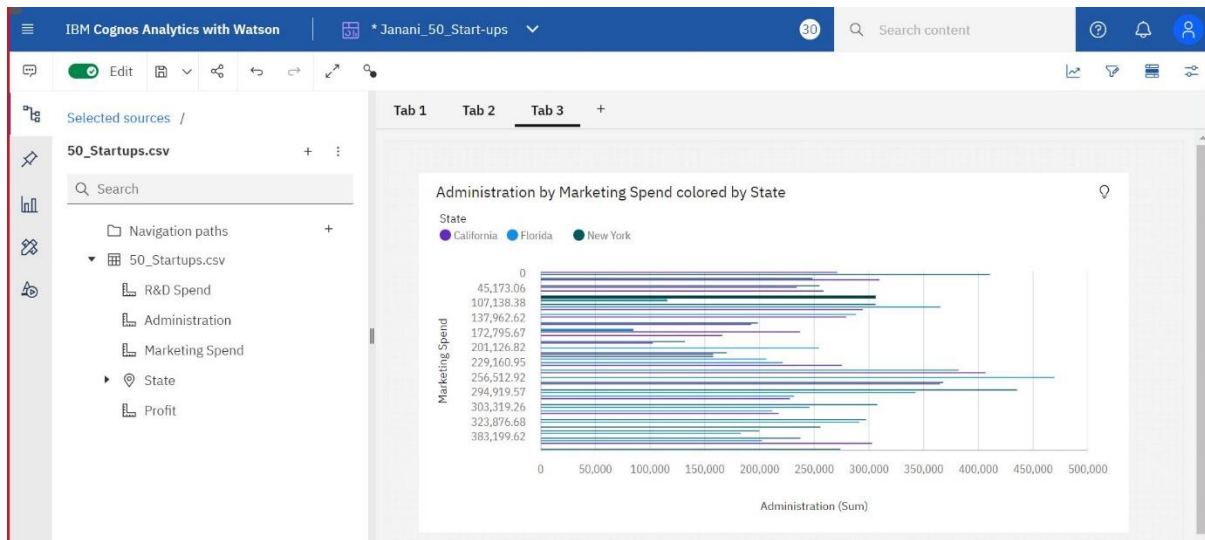 IBM Cognos Analytics with Watson
* Janani_50_Start-ups
30
Search content
Edit
Selected sources /
50_Startups.csv
Search
Navigation paths
50_Startups.csv
R&D Spend
Administration
Marketing Spend
State
Profit
Tab 1 Tab 2 Tab 3 +
Administration by Marketing Spend colored by State
State
California Florida New York
Marketing Spend
0
45,173.06
107,138.38
137,962.62
172,795.67
201,126.82
229,160.95
256,512.92
294,919.57
303,319.26
323,876.68
383,199.62
0 50,000 100,000 150,000 200,000 250,000 300,000 350,000 400,000 450,000 500,000
Administration (Sum)